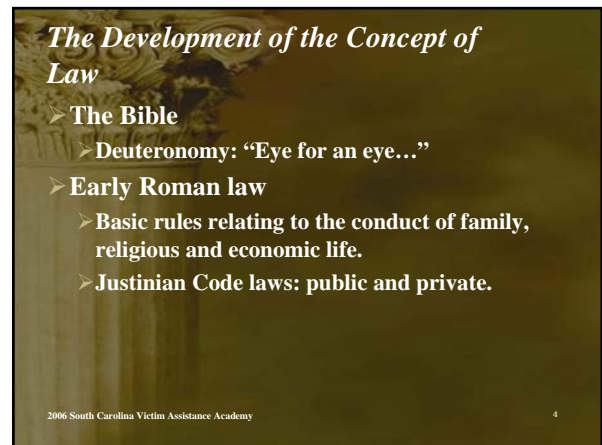 The Development of the Concept of
Law
➢The Bible
➢Deuteronomy: “Eye for an eye…”
➢Early Roman law
➢Basic rules relating to the conduct of family,
religious and economic life.
➢Justinian Code laws: public and private.
2006 South Carolina Victim Assistance Academy 4